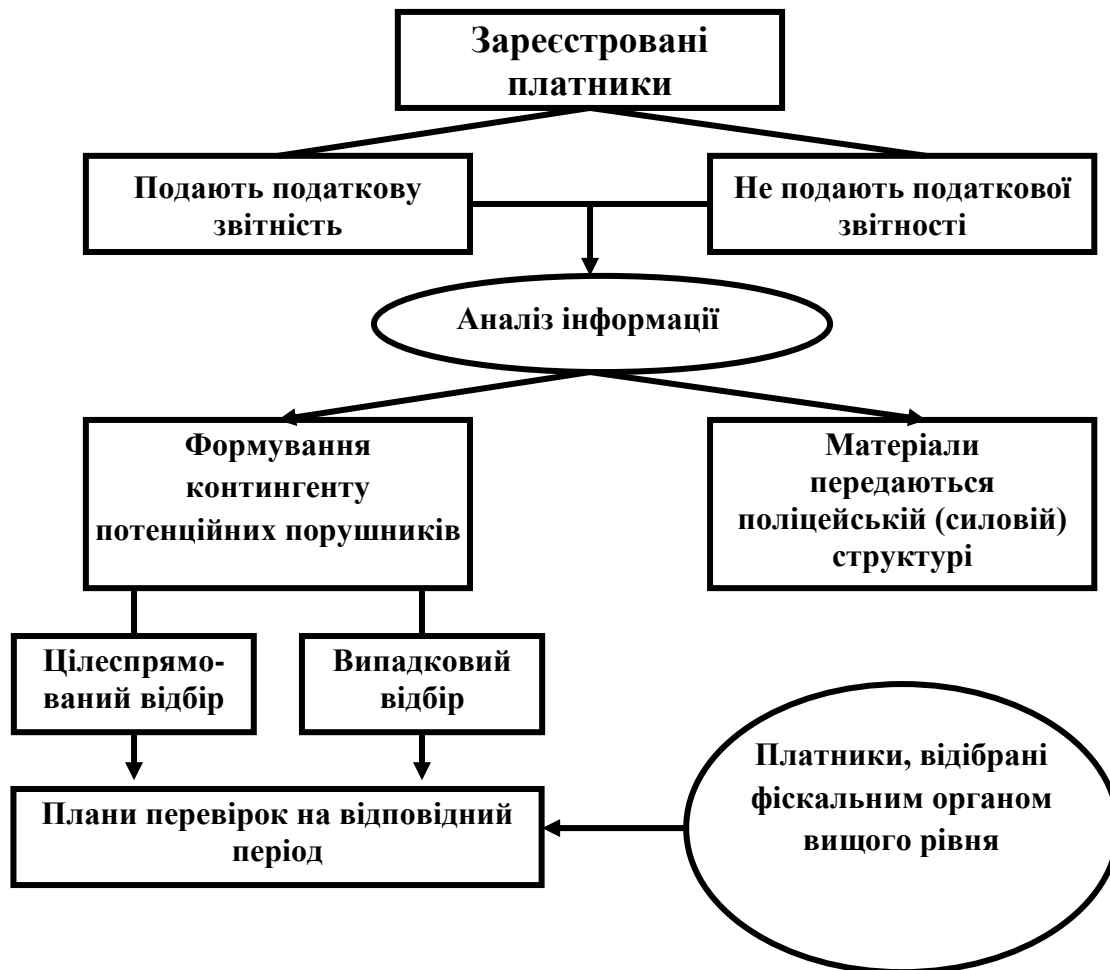 Зареєстровані
платники
Подають податкову
звітність
Не подають податкової
звітності
Аналіз інформації
Формування
контингенту
потенційних порушників
Матеріали
передаються
поліцейській (силовій)
структурі
Цілеспрямо-
ваний відбір
Випадковий
відбір
Платники, відібрані
фіскальним органом
вищого рівня
Плани перевірок на відповідний
період